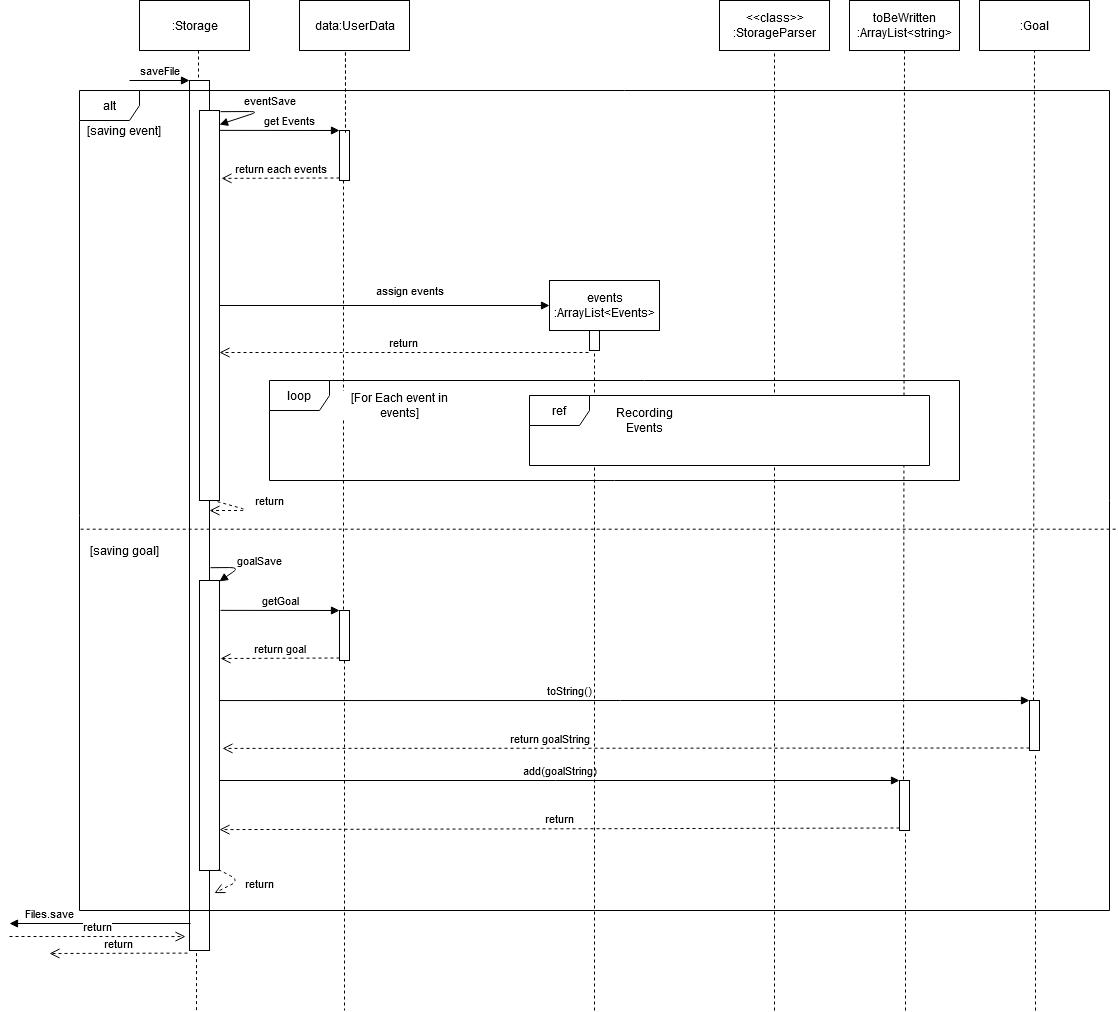 :Storage
data:UserData
<<class>>
:StorageParser
toBeWritten
:ArrayList<string>
:Goal
saveFile
alt
[saving event]
eventSave
get Events
return each events
assign events
events
:ArrayList<Events>
return
loop
[For Each event in
events]
ref
Recording
Events
return
[saving goal]
goalSave
getGoal
return goal
toString()
return goalString
add(goalString)
return
return
Files.save
return
return